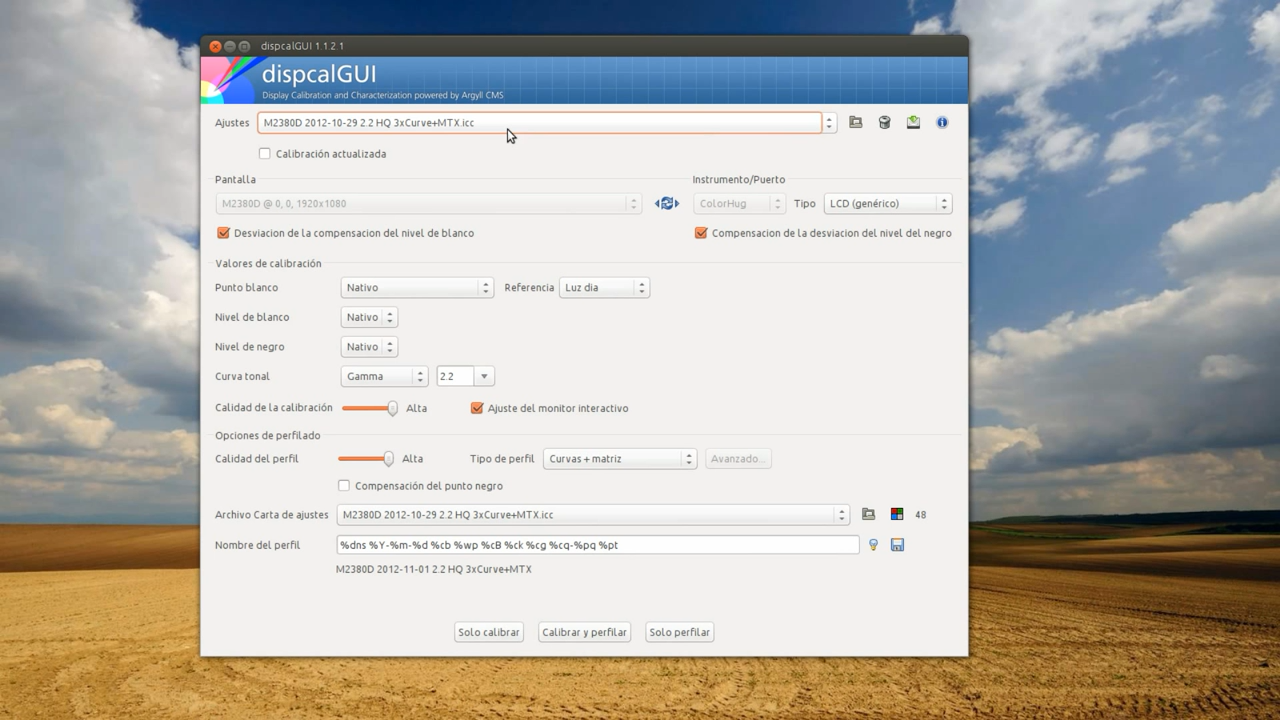 dispcalGUI 1.1.2.1
dispcalGUI
Display Calibration and Characterization powered by Argyll CMS
Ajustes M2380D 2012-10-29 2.2 HQ 3xCurve+MTX.icc
Calibración actualizada
Pantalla Instrumento/Puerto
M2380D @ 0, 0, 1920x1080 ColorHug Tipo LCD (genérico)
Desviacion de la compensacion del nivel de blanco Compensacion de la desviacion del nivel del negro
Valores de calibración
Punto blanco Nativo Referencia Luz dia
Nivel de blanco Nativo
Nivel de negro Nativo
Curva tonal Gamma 2.2
Calidad de la calibración Alta Ajuste del monitor interactivo
Opciones de perfilado
Calidad del perfil Alta Tipo de perfil Curvas + matriz Avanzado...
Compensación del punto negro
Archivo Carta de ajustes M2380D 2012-10-29 2.2 HQ 3xCurve+MTX.icc 48
Nombre del perfil %dns %Y-%m-%d %cb %wp %cB %ck %cg %cq-%pq %pt
M2380D 2012-11-01 2.2 HQ 3xCurve+MTX
Solo calibrar Calibrar y perfilar Solo perfilar